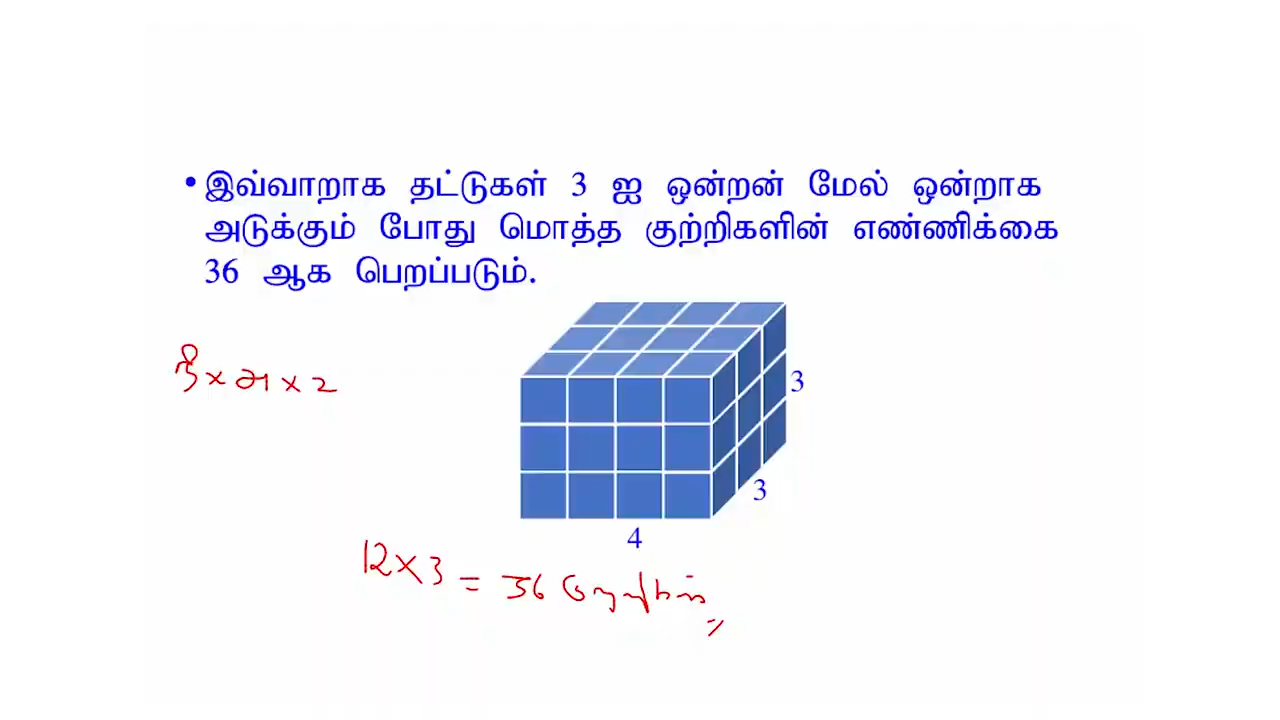 • இவ்வாறாக தட்டுகள் 3 ஐ ஒன்றன் மேல் ஒன்றாக
அடுக்கும் போது மொத்த குற்றிகளின் எண்ணிக்கை
36 ஆக பெறப்படும்.
நீ × அ × உ
3
3
4
12 × 3 = 36 குற்றிகள்